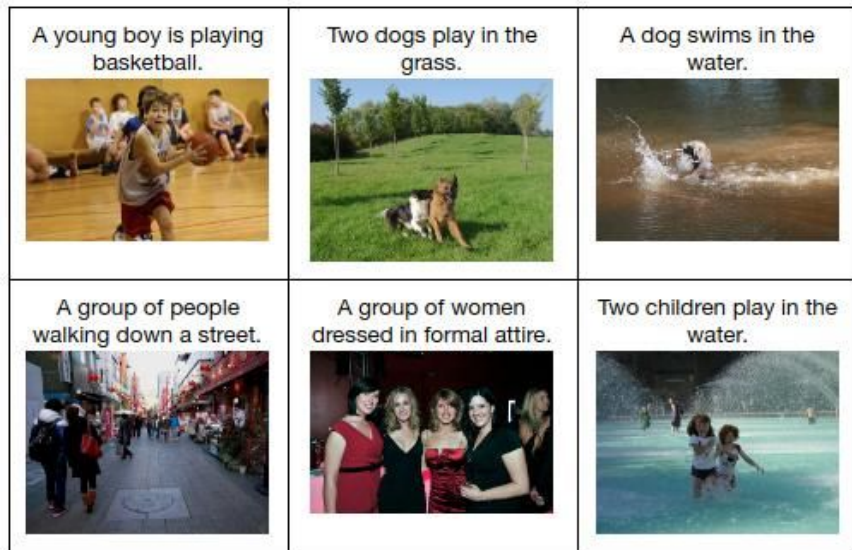 A young boy is playing
basketball.
Two dogs play in the
grass.
A dog swims in the
water.
A group of people
walking down a street.
A group of women
dressed in formal attire.
Two children play in the
water.